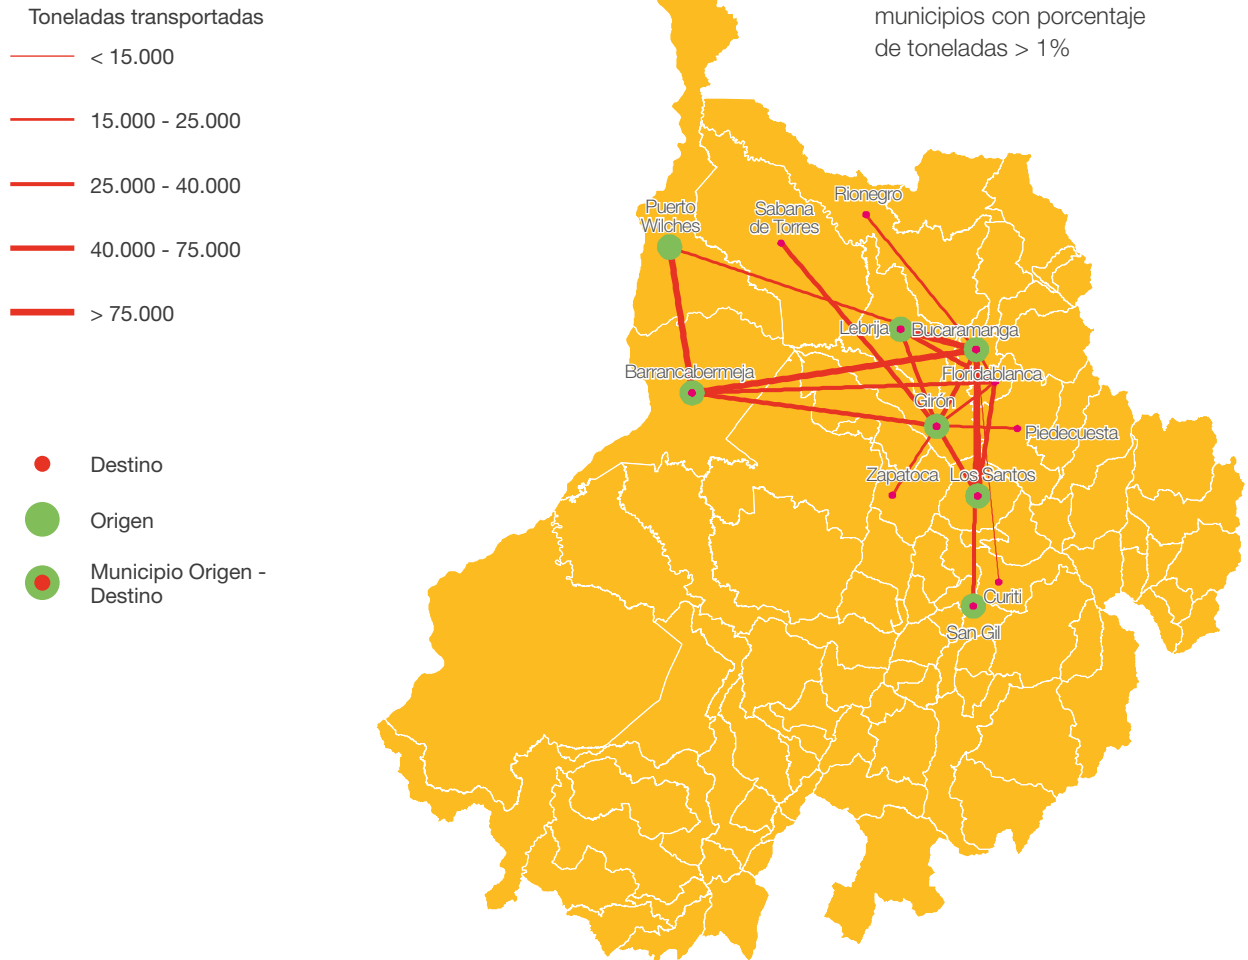 Toneladas transportadas
< 15.000
15.000 - 25.000
25.000 - 40.000
40.000 - 75.000
> 75.000
municipios con porcentaje
de toneladas > 1%
Destino
Origen
Municipio Origen -
Destino
Rionegro
Puerto
Wilches
Sabana
de Torres
Lebrija
Bucaramanga
Barrancabermeja
Floridablanca
Girón
Piedecuesta
Zapatoca
Los Santos
Curiti
San Gil